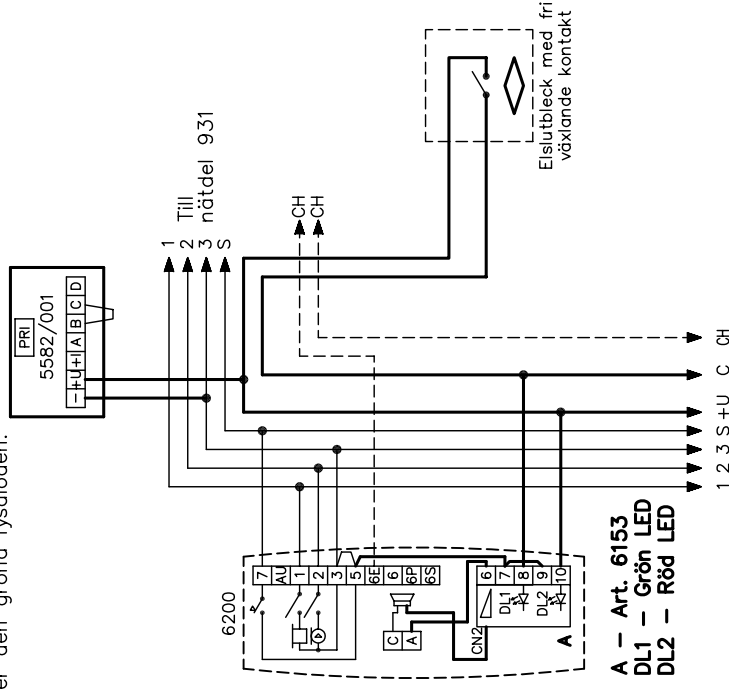 er den gröna lysdioden.
PRI
5582/001
− +U +I A B C D
1
2
3
S
Till
nätdel 931
CH
CH
Elslutbleck med fri
växlande kontakt
6200
7
AU
1
2
3
5
6E
6
6P
6S
C
A
CN2
6
7
8
9
10
DL1
DL2
A
1 2 3 S +U C CH
A − Art. 6153
DL1 − Grön LED
DL2 − Röd LED